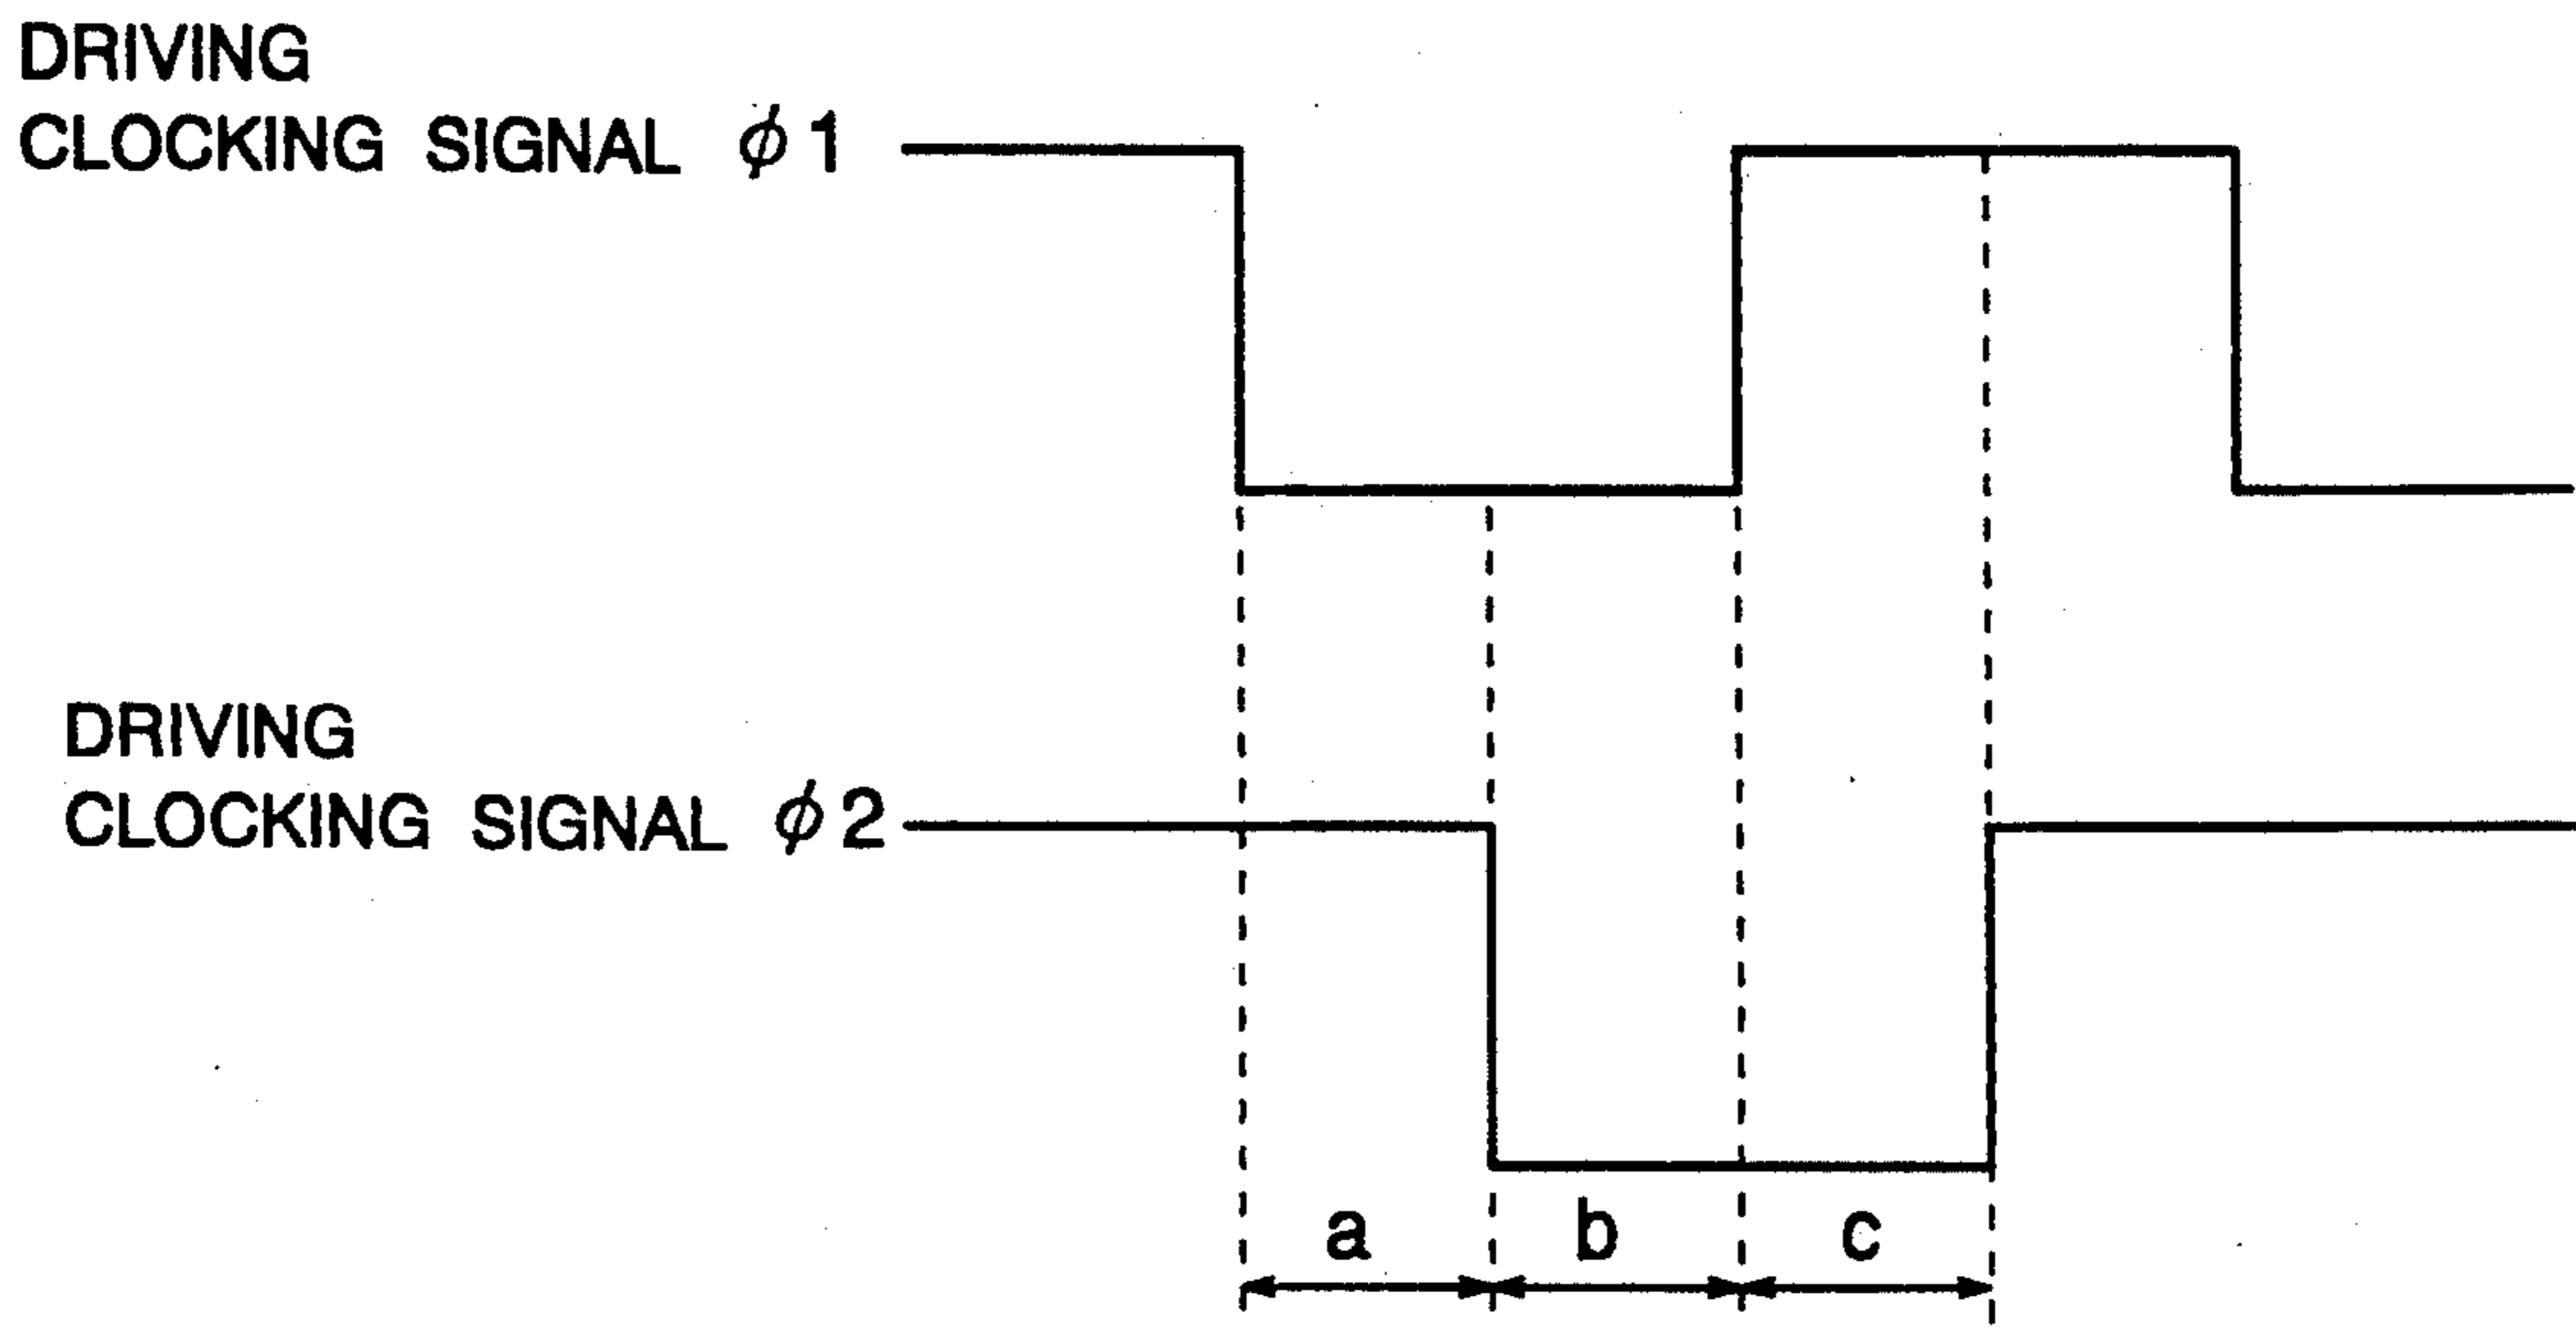 DRIVING
CLOCKING SIGNAL ϕ1
DRIVING
CLOCKING SIGNAL ϕ2
a b c